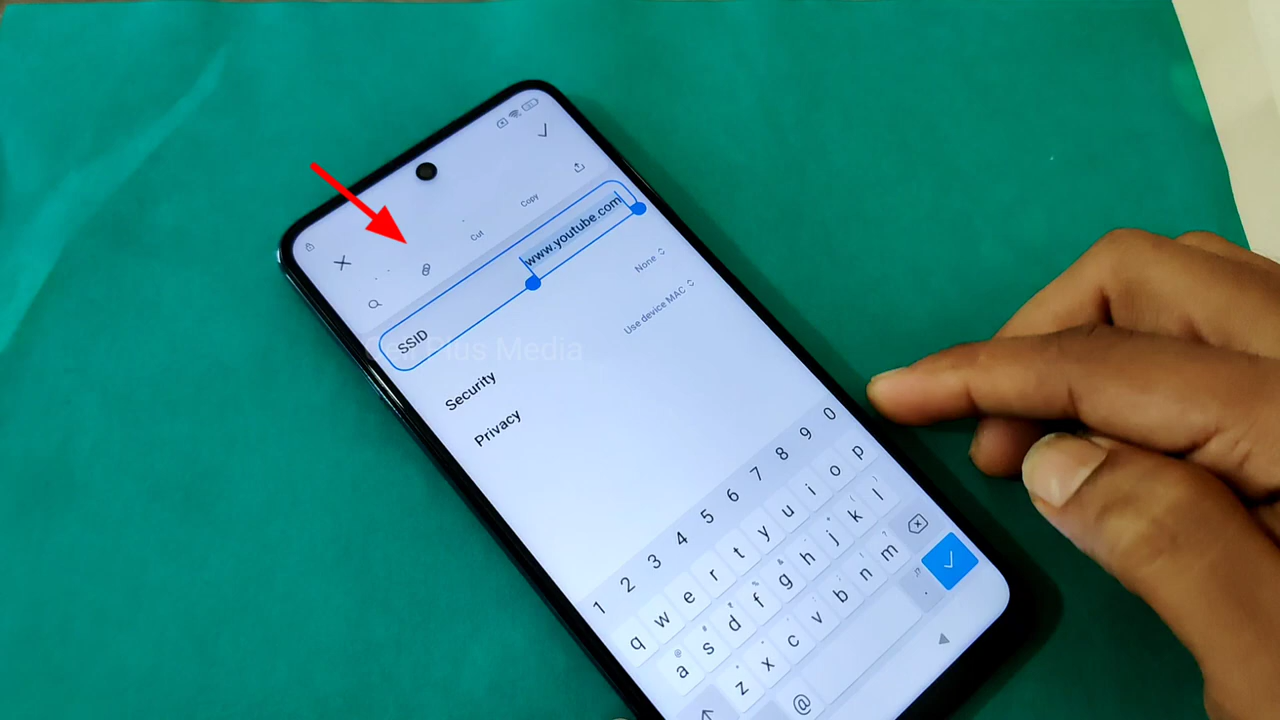 Cut Copy
SSID www.youtube.com
Security None
Privacy Use device MAC
Plus Media
1 2 3 4 5 6 7 8 9 0
q w e r t y u i o p
a s d f g h j k l
z x c v b n m
@ .